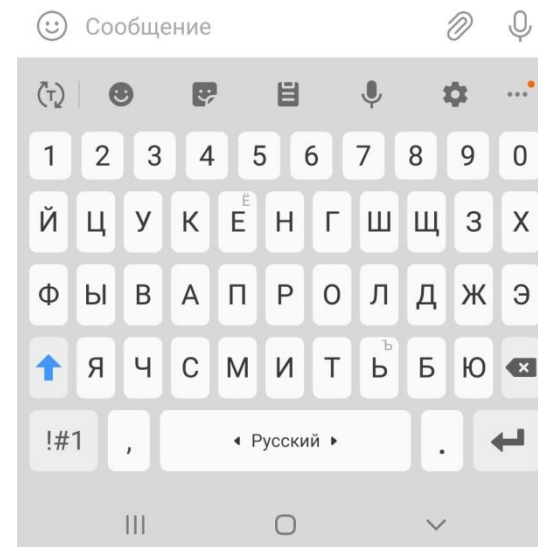 Сообщение
1 2 3 4 5 6 7 8 9 0
Й Ц У К Е Ё Н Г Ш Щ З Х
Ф Ы В А П Р О Л Д Ж Э
Я Ч С М И Т Ь Ъ Б Ю
!#1 , Русский .